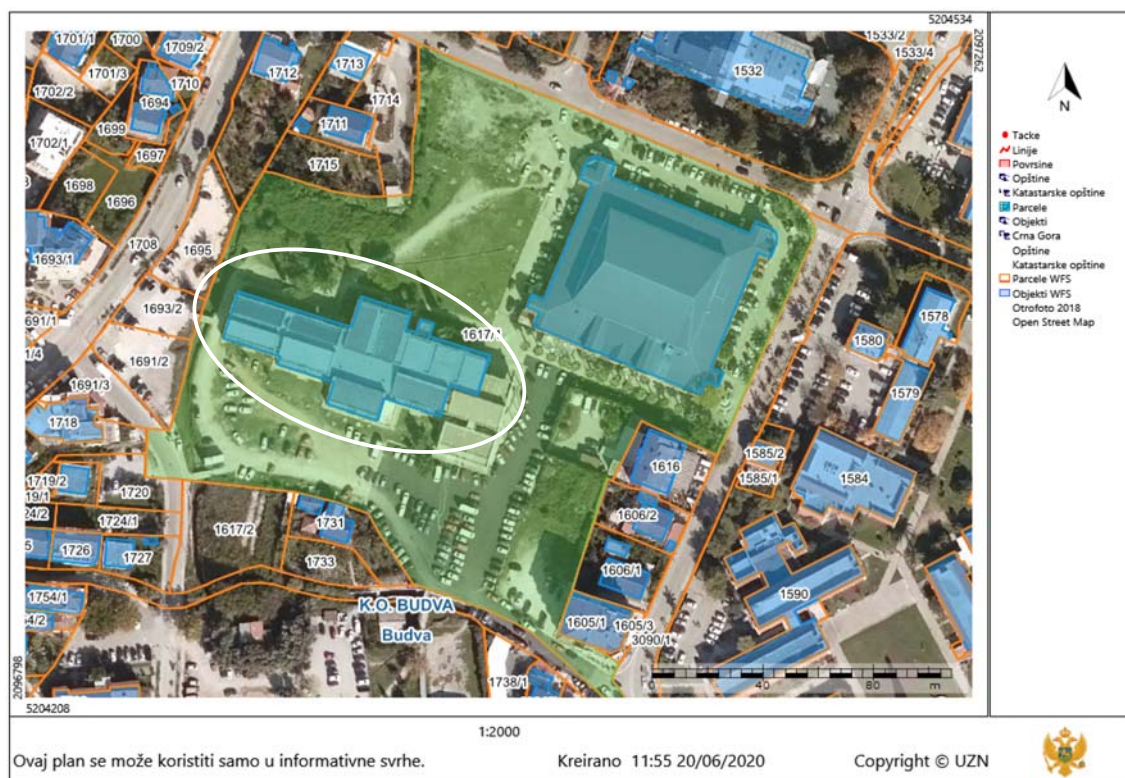 5204534
2097262
1701/1
1700
1709/2
1533/2
1533/4
1701/3
1710
1712
1713
1532
1702/2
1694
1714
1699
1711
1702/1
1697
1715
1698
1696
1708
1693/1
1695
1693/2
1691/1
1578
1580
1691/2
1579
1691/3
1718
1616
1585/2
1585/1
1584
1719/2
1720
1606/2
1724/1
1617/2
1731
1726
1727
1733
1606/1
1590
1754/1
K.O. BUDVA
Budva
1605/1
1605/3
3090/1
1738/1
0 40 80 m
2096798
5204208
N
Tacke
Linije
Povrsine
Opštine
Katastarske opštine
Parcele
Objekti
Crna Gora
Opštine
Katastarske opštine
Parcele WFS
Objekti WFS
Otrofoto 2018
Open Street Map
1:2000
Ovaj plan se može koristiti samo u informativne svrhe.
Kreirano 11:55 20/06/2020
Copyright © UZN